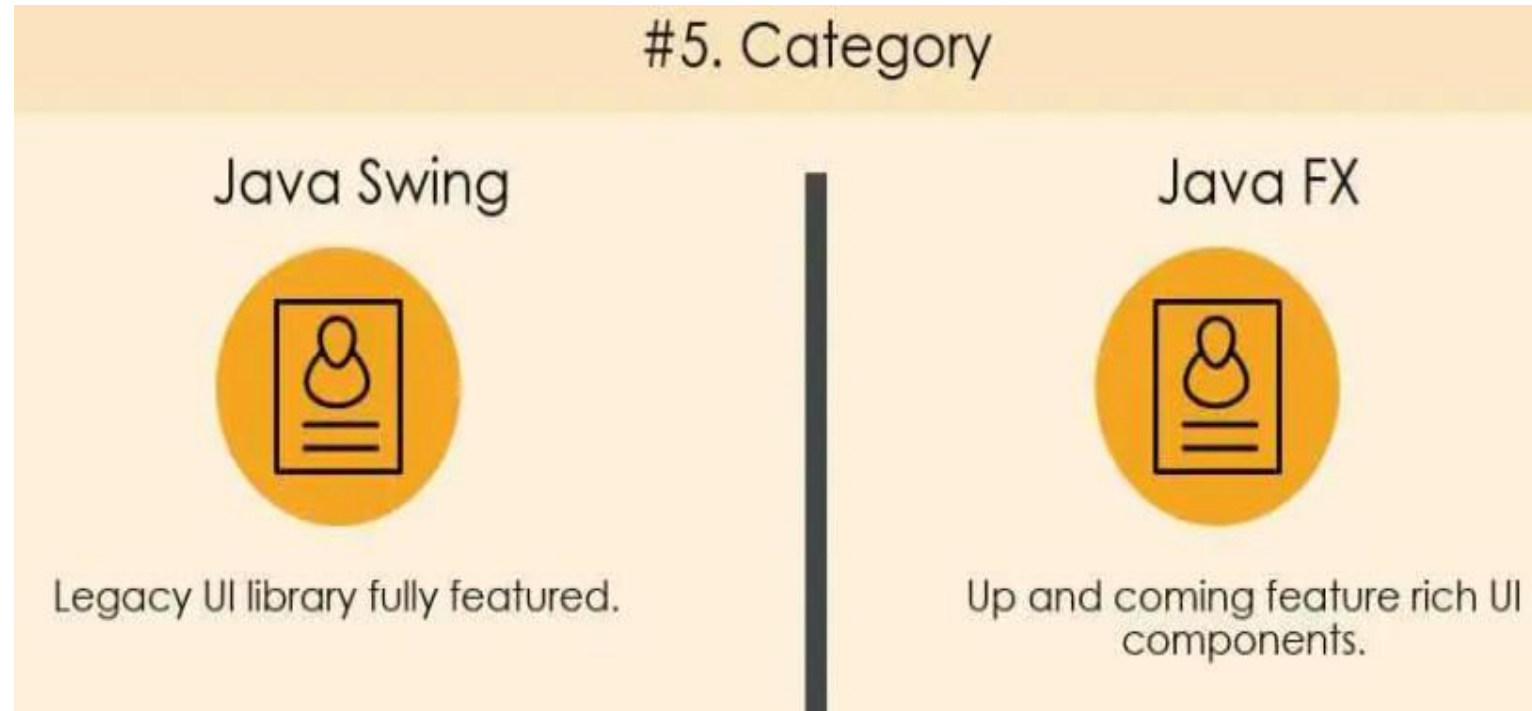 #5. Category
Java Swing
Java FX
Legacy UI library fully featured.
Up and coming feature rich UI
components.